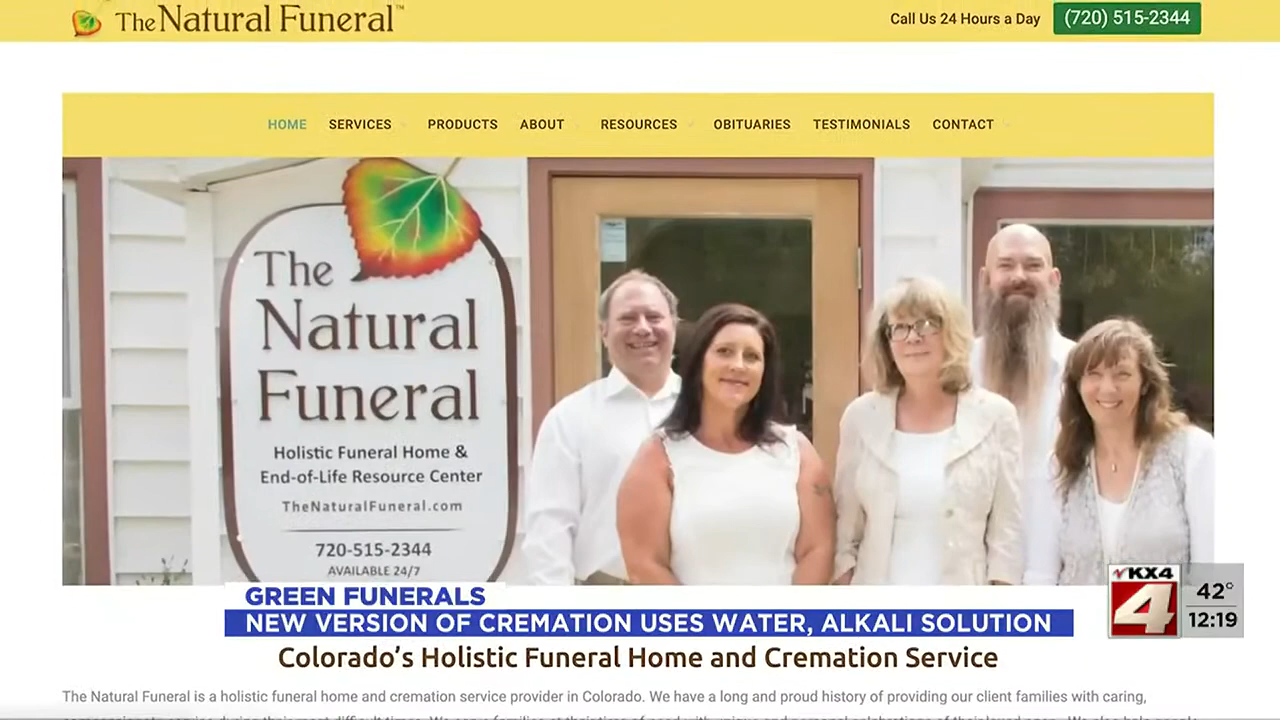 The Natural Funeral™
Call Us 24 Hours a Day
(720) 515-2344
HOME SERVICES PRODUCTS ABOUT RESOURCES OBITUARIES TESTIMONIALS CONTACT
The
Natural
Funeral
Holistic Funeral Home &
End-of-Life Resource Center
TheNaturalFuneral.com
720-515-2344
AVAILABLE 24/7
GREEN FUNERALS
NEW VERSION OF CREMATION USES WATER, ALKALI SOLUTION
KX4
4
42°
12:19
Colorado's Holistic Funeral Home and Cremation Service
The Natural Funeral is a holistic funeral home and cremation service provider in Colorado. We have a long and proud history of providing our client families with caring,